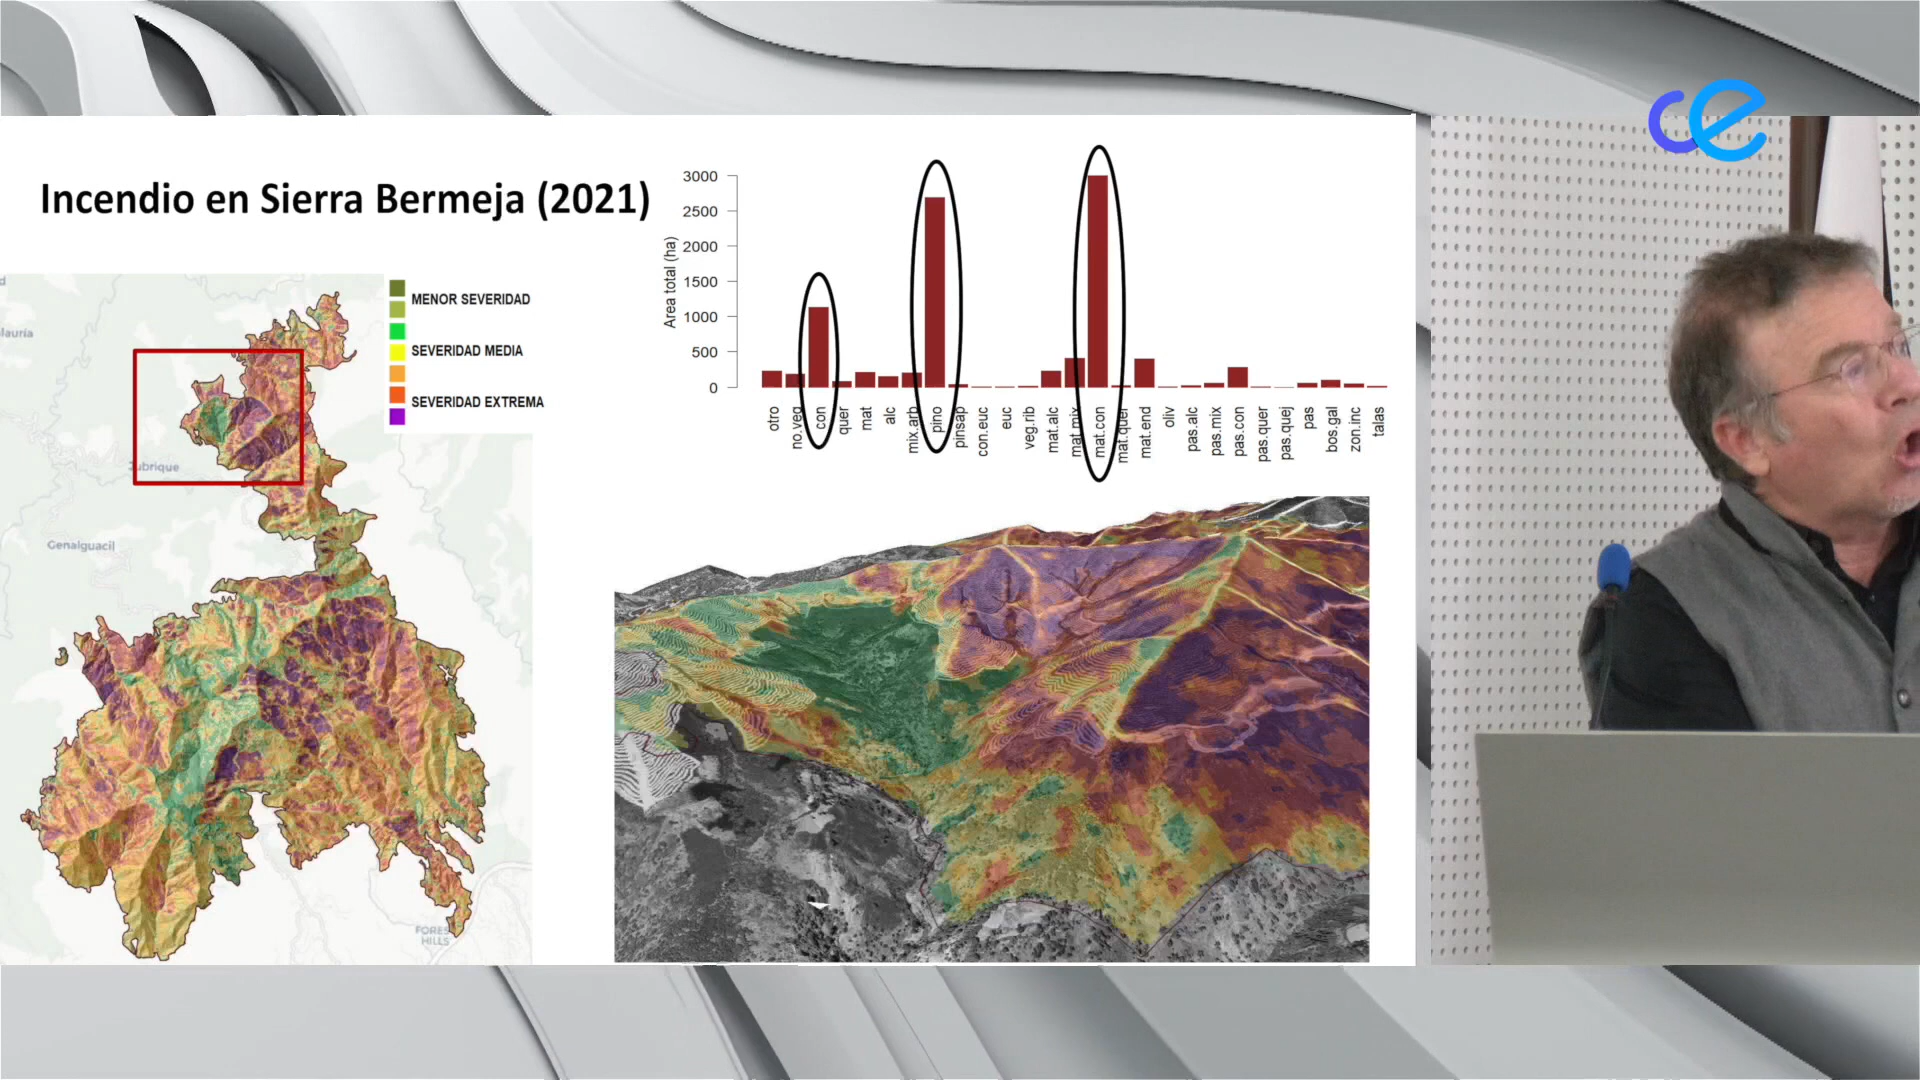 Incendio en Sierra Bermeja (2021)
MENOR SEVERIDAD
SEVERIDAD MEDIA
SEVERIDAD EXTREMA
Jubrique
Genalguacil
FORES
HILLS
Area total (ha)
3000
2500
2000
1500
1000
500
0
otro
no.veg
con
quer
mat
alc
mix.arb
pino
pinsap
con.euc
euc
veg.rib
mat.alc
mat.mix
mat.con
mat.quer
mat.end
oliv
pas.alc
pas.mix
pas.con
pas.quer
pas.quej
pas
bos.gal
zon.inc
talas
ce